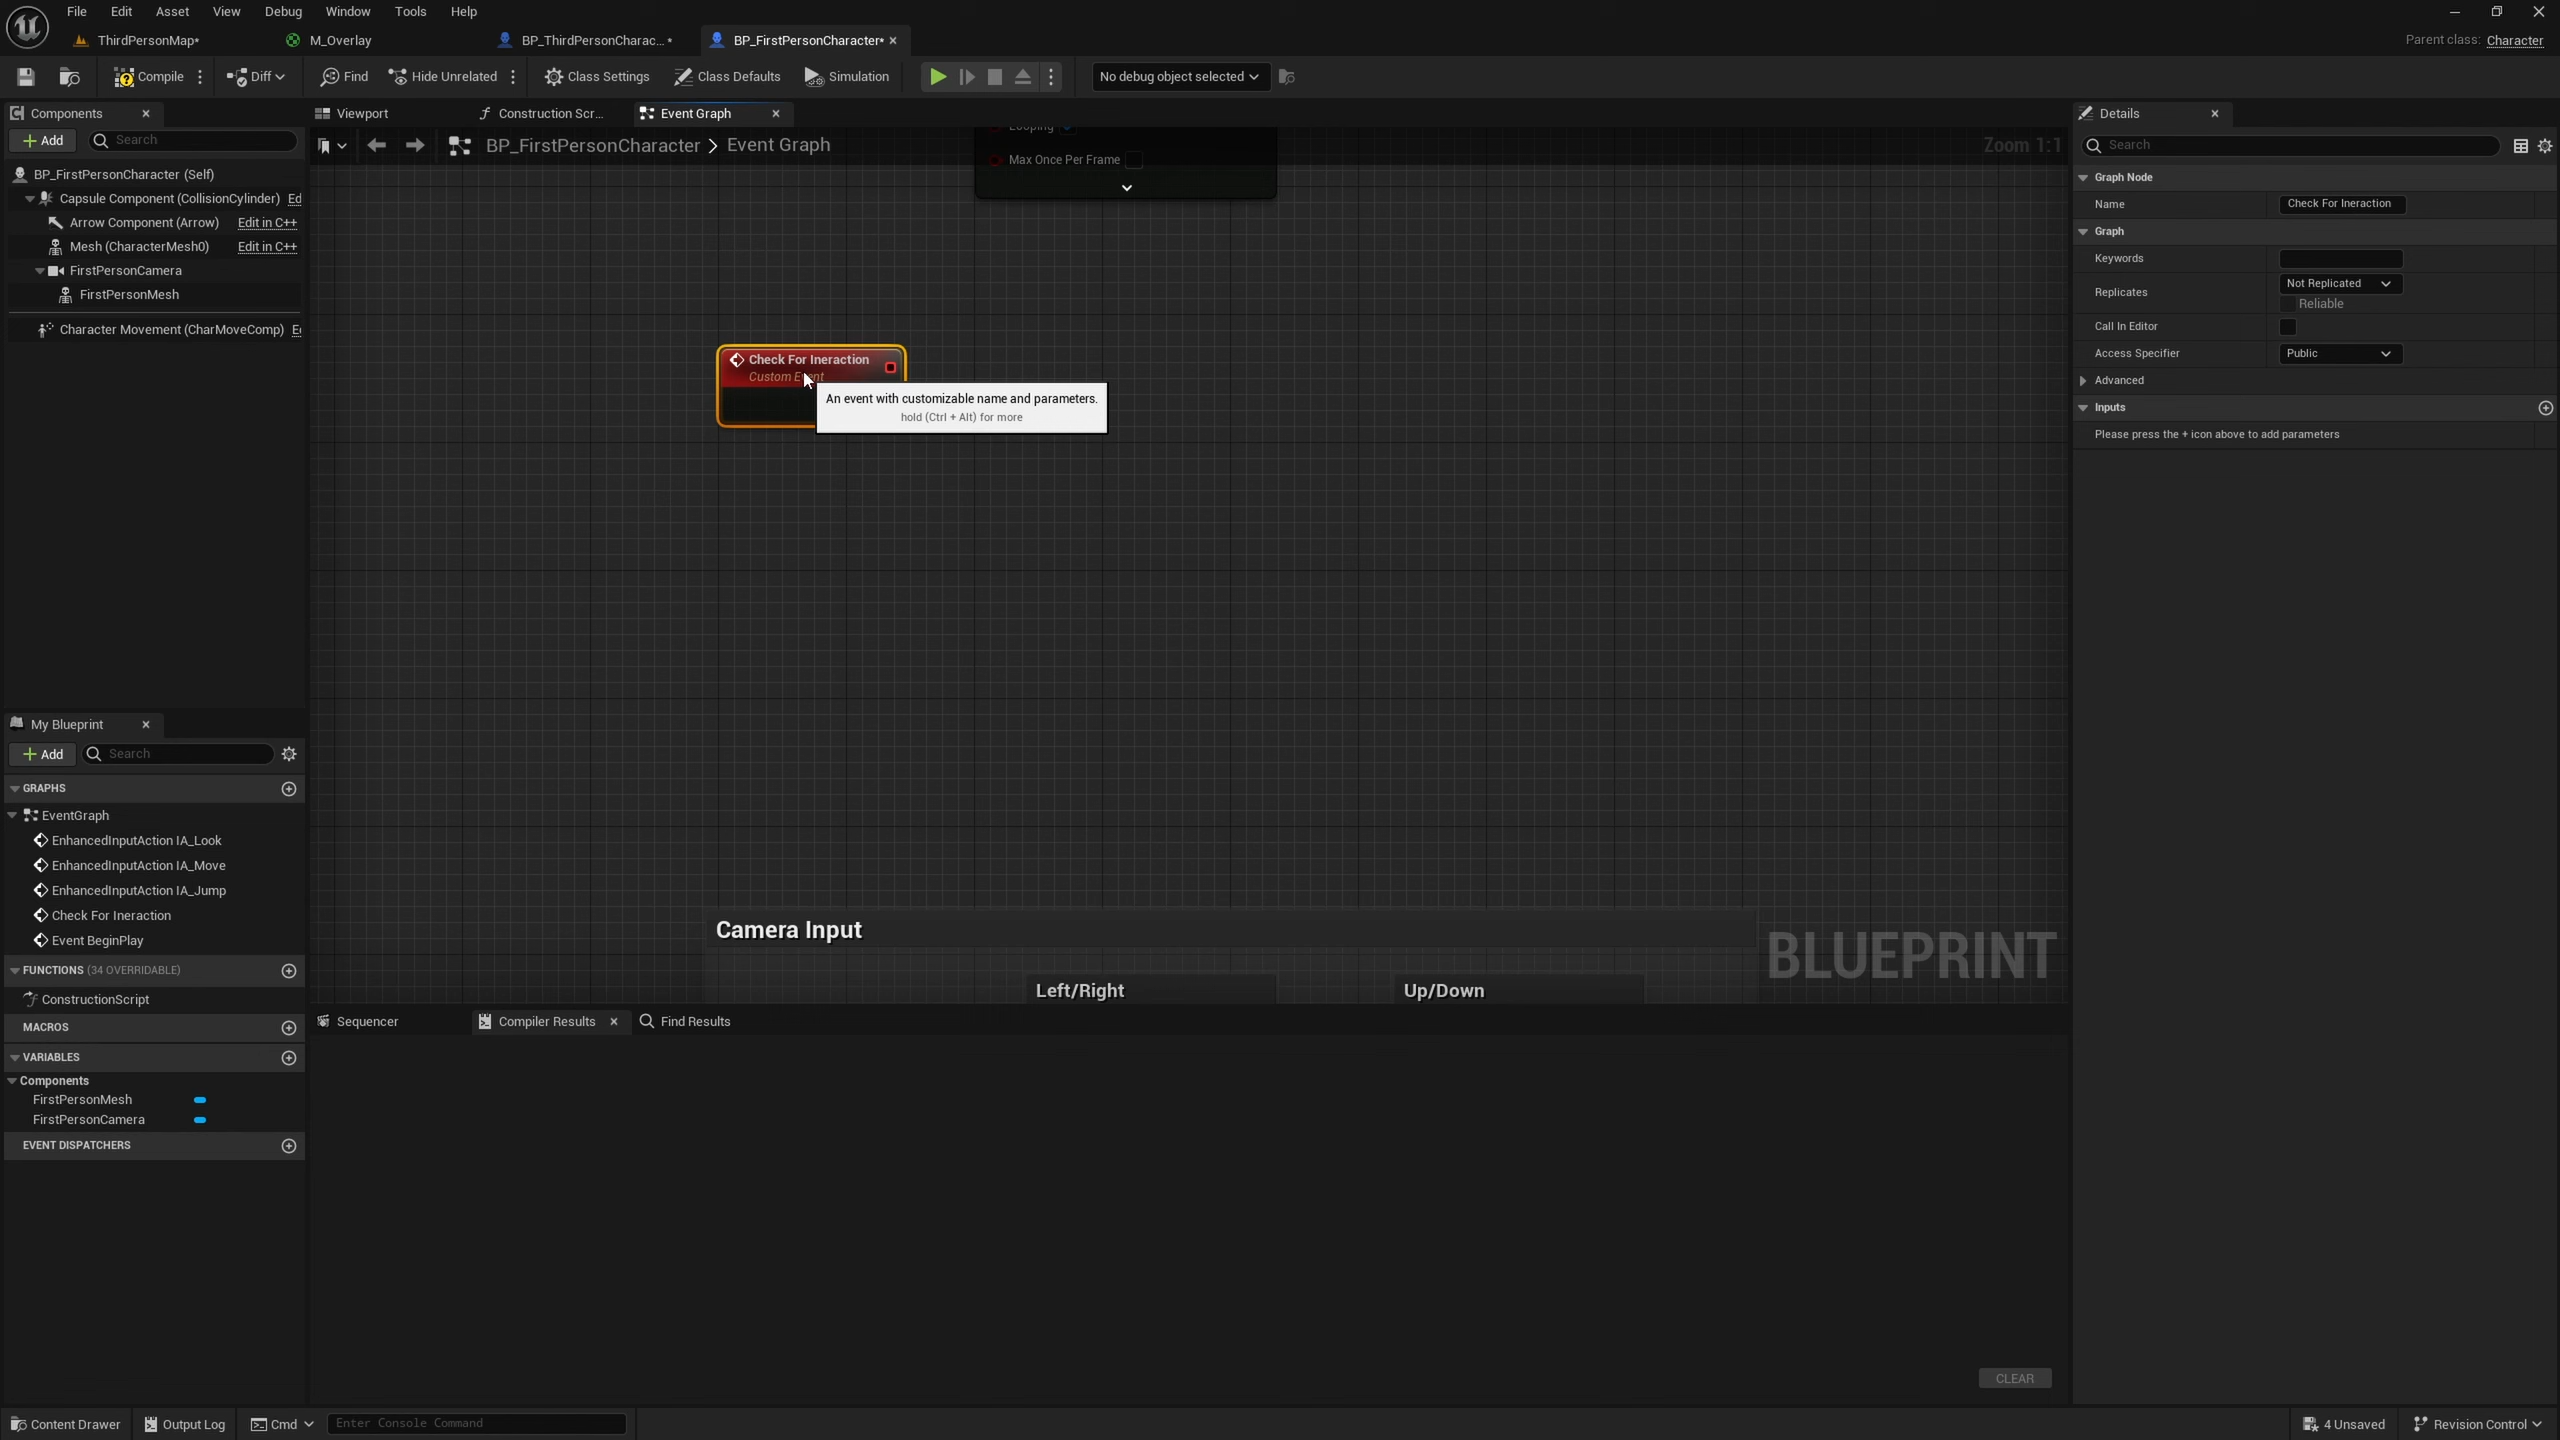 File Edit Asset View Debug Window Tools Help
ThirdPersonMap* M_Overlay BP_ThirdPersonCharac... * BP_FirstPersonCharacter* Parent class: Character
Compile Diff Find Hide Unrelated Class Settings Class Defaults Simulation No debug object selected
Components Viewport Construction Scr... Event Graph Details
Add Search BP_FirstPersonCharacter > Event Graph Zoom 1:1 Search
Looping
Max Once Per Frame
BP_FirstPersonCharacter (Self)
Capsule Component (CollisionCylinder) Ed
Arrow Component (Arrow) Edit in C++
Mesh (CharacterMesh0) Edit in C++
FirstPersonCamera
FirstPersonMesh
Character Movement (CharMoveComp) E
Check For Ineraction
Custom Event
An event with customizable name and parameters.
hold (Ctrl + Alt) for more
Graph Node
Name Check For Ineraction
Graph
Keywords
Replicates Not Replicated
Reliable
Call In Editor
Access Specifier Public
Advanced
Inputs
Please press the + icon above to add parameters
My Blueprint
Add Search
GRAPHS
EventGraph
EnhancedInputAction IA_Look
EnhancedInputAction IA_Move
EnhancedInputAction IA_Jump
Check For Ineraction
Event BeginPlay
FUNCTIONS (34 OVERRIDABLE)
ConstructionScript
MACROS
VARIABLES
Components
FirstPersonMesh
FirstPersonCamera
EVENT DISPATCHERS
Camera Input
Left/Right Up/Down
BLUEPRINT
Sequencer Compiler Results Find Results
CLEAR
Content Drawer Output Log Cmd Enter Console Command 4 Unsaved Revision Control